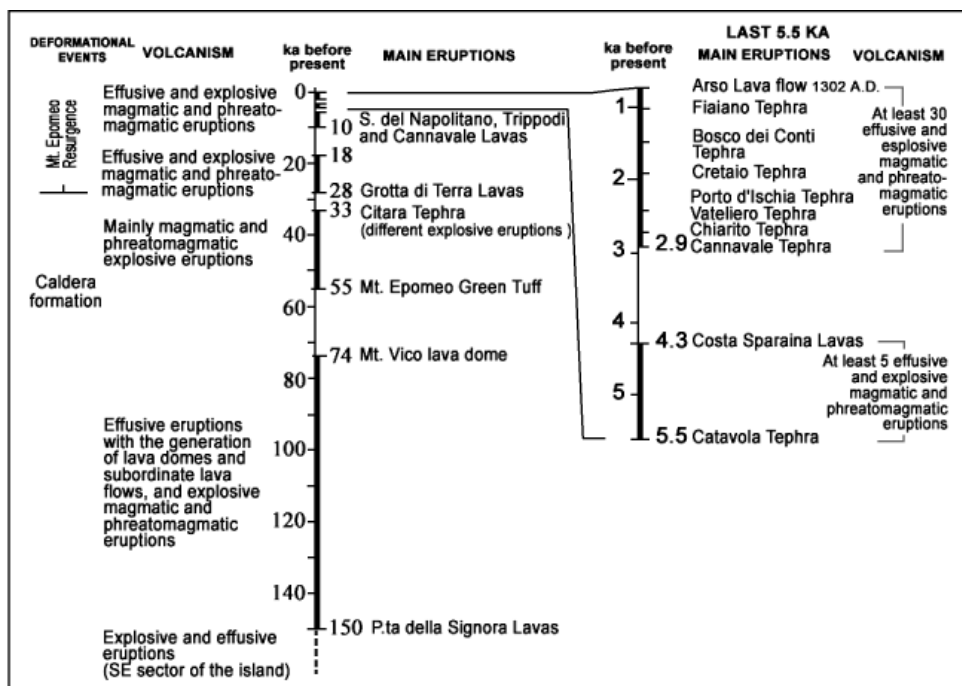 DEFORMATIONAL
EVENTS
VOLCANISM
ka before
present
MAIN ERUPTIONS
Mt. Epomeo
Resurgence
Caldera
formation
Effusive and explosive
magmatic and phreato-
magmatic eruptions
Effusive and explosive
magmatic and phreato-
magmatic eruptions
Mainly magmatic and
phreatomagmatic
explosive eruptions
Effusive eruptions
with the generation
of lava domes and
subordinate lava
flows, and explosive
magmatic and
phreatomagmatic
eruptions
Explosive and effusive
eruptions
(SE sector of the island)
0
20
40
60
80
100
120
140
10 S. del Napolitano, Trippodi
and Cannavale Lavas
18
28 Grotta di Terra Lavas
33 Citara Tephra
(different explosive eruptions )
55 Mt. Epomeo Green Tuff
74 Mt. Vico lava dome
150 P.ta della Signora Lavas
LAST 5.5 KA
ka before
present
MAIN ERUPTIONS
VOLCANISM
1
2
3
4
5
Arso Lava flow 1302 A.D.
Fiaiano Tephra
Bosco dei Conti
Tephra
Cretaio Tephra
Porto d'Ischia Tephra
Vateliero Tephra
Chiarito Tephra
2.9 Cannavale Tephra
4.3 Costa Sparaina Lavas
5.5 Catavola Tephra
At least 30
effusive and
esplosive
magmatic
and phreato-
magmatic
eruptions
At least 5 effusive
and explosive
magmatic and
phreatomagmatic
eruptions